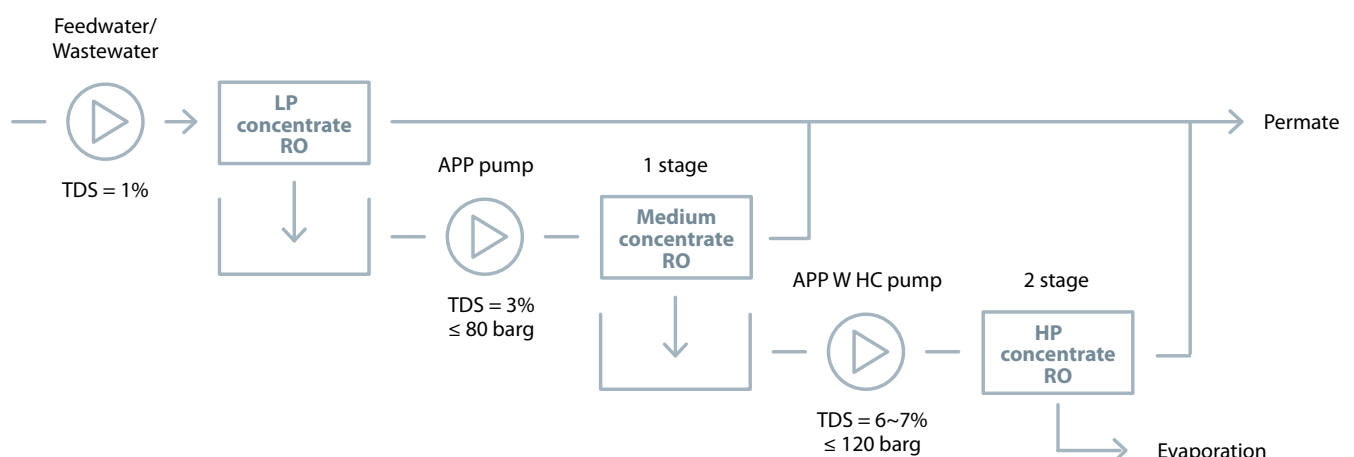 Feedwater/
Wastewater
LP
concentrate
RO
Permate
TDS = 1%
APP pump
1 stage
Medium
concentrate
RO
TDS = 3%
≤ 80 barg
APP W HC pump
2 stage
HP
concentrate
RO
TDS = 6~7%
≤ 120 barg
Evaporation